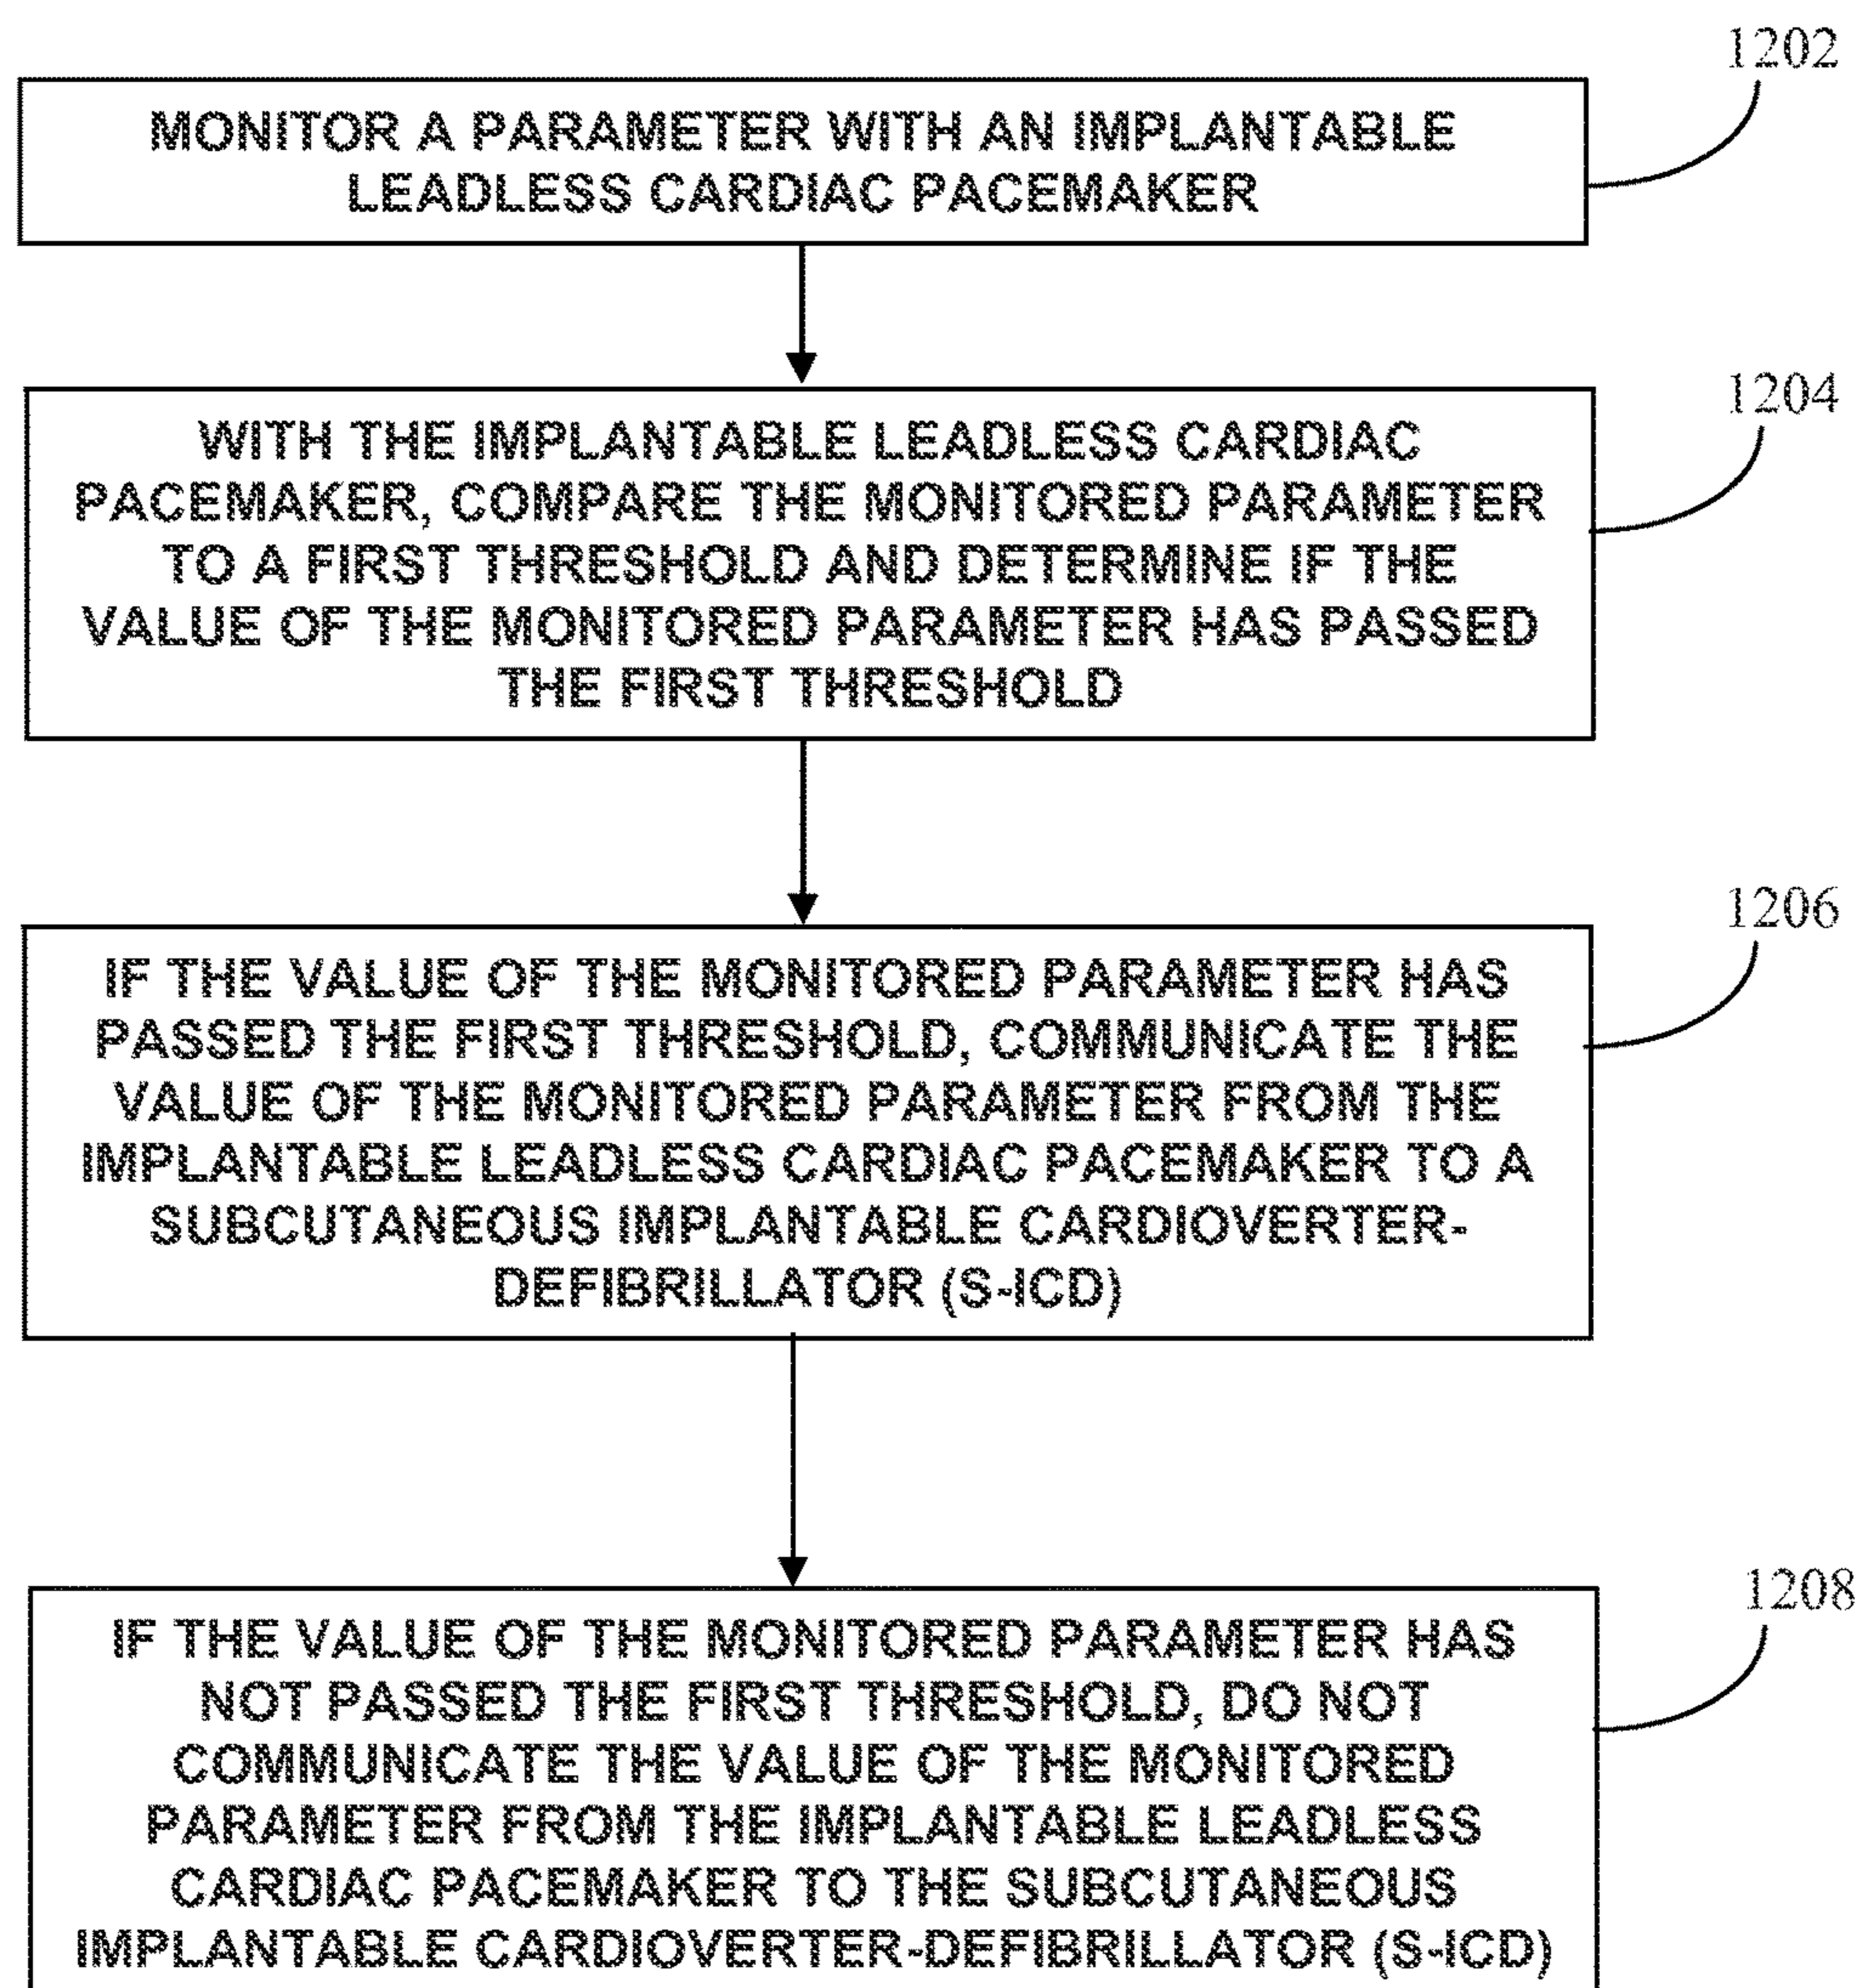 1202
MONITOR A PARAMETER WITH AN IMPLANTABLE
LEADLESS CARDIAC PACEMAKER
1204
WITH THE IMPLANTABLE LEADLESS CARDIAC
PACEMAKER, COMPARE THE MONITORED PARAMETER
TO A FIRST THRESHOLD AND DETERMINE IF THE
VALUE OF THE MONITORED PARAMETER HAS PASSED
THE FIRST THRESHOLD
1206
IF THE VALUE OF THE MONITORED PARAMETER HAS
PASSED THE FIRST THRESHOLD, COMMUNICATE THE
VALUE OF THE MONITORED PARAMETER FROM THE
IMPLANTABLE LEADLESS CARDIAC PACEMAKER TO A
SUBCUTANEOUS IMPLANTABLE CARDIOVERTER-
DEFIBRILLATOR (S-ICD)
1208
IF THE VALUE OF THE MONITORED PARAMETER HAS
NOT PASSED THE FIRST THRESHOLD, DO NOT
COMMUNICATE THE VALUE OF THE MONITORED
PARAMETER FROM THE IMPLANTABLE LEADLESS
CARDIAC PACEMAKER TO THE SUBCUTANEOUS
IMPLANTABLE CARDIOVERTER-DEFIBRILLATOR (S-ICD)